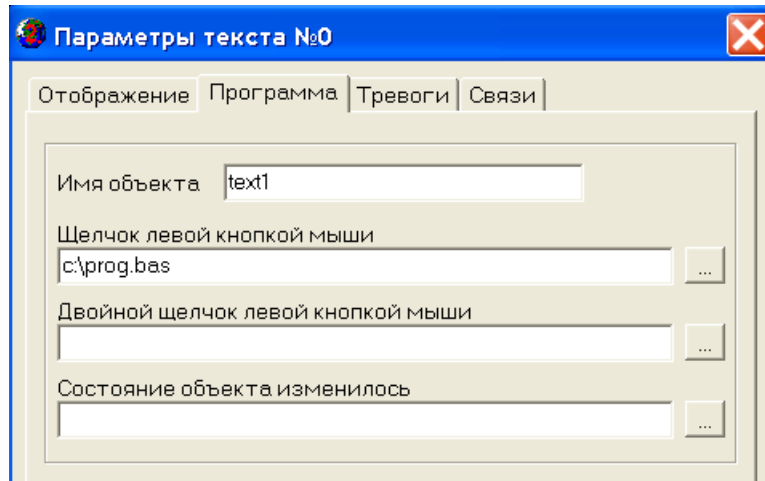 Параметры текста №0
Отображение Программа Тревоги Связи
Имя объекта text1
Щелчок левой кнопкой мыши
c:\prog.bas ...
Двойной щелчок левой кнопкой мыши
...
Состояние объекта изменилось
...